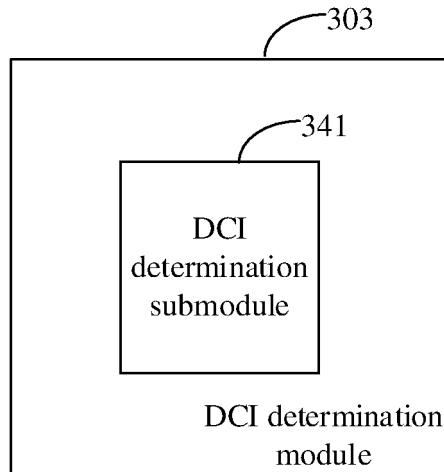 303
341
DCI
determination
submodule
DCI determination
module